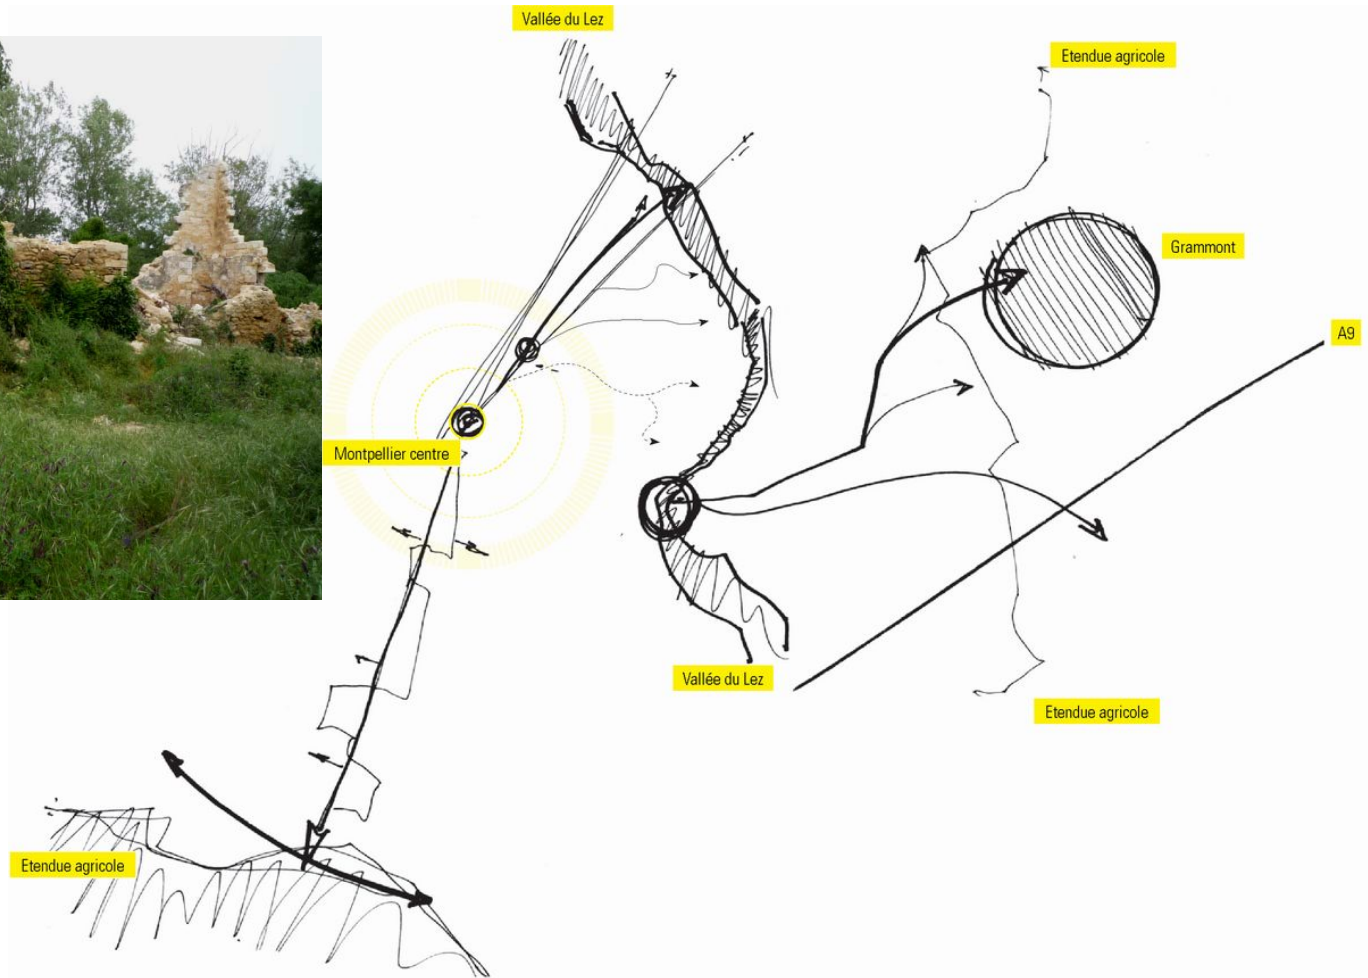 Vallée du Lez
Etendue agricole
Grammont
A9
Montpellier centre
Vallée du Lez
Etendue agricole
Etendue agricole